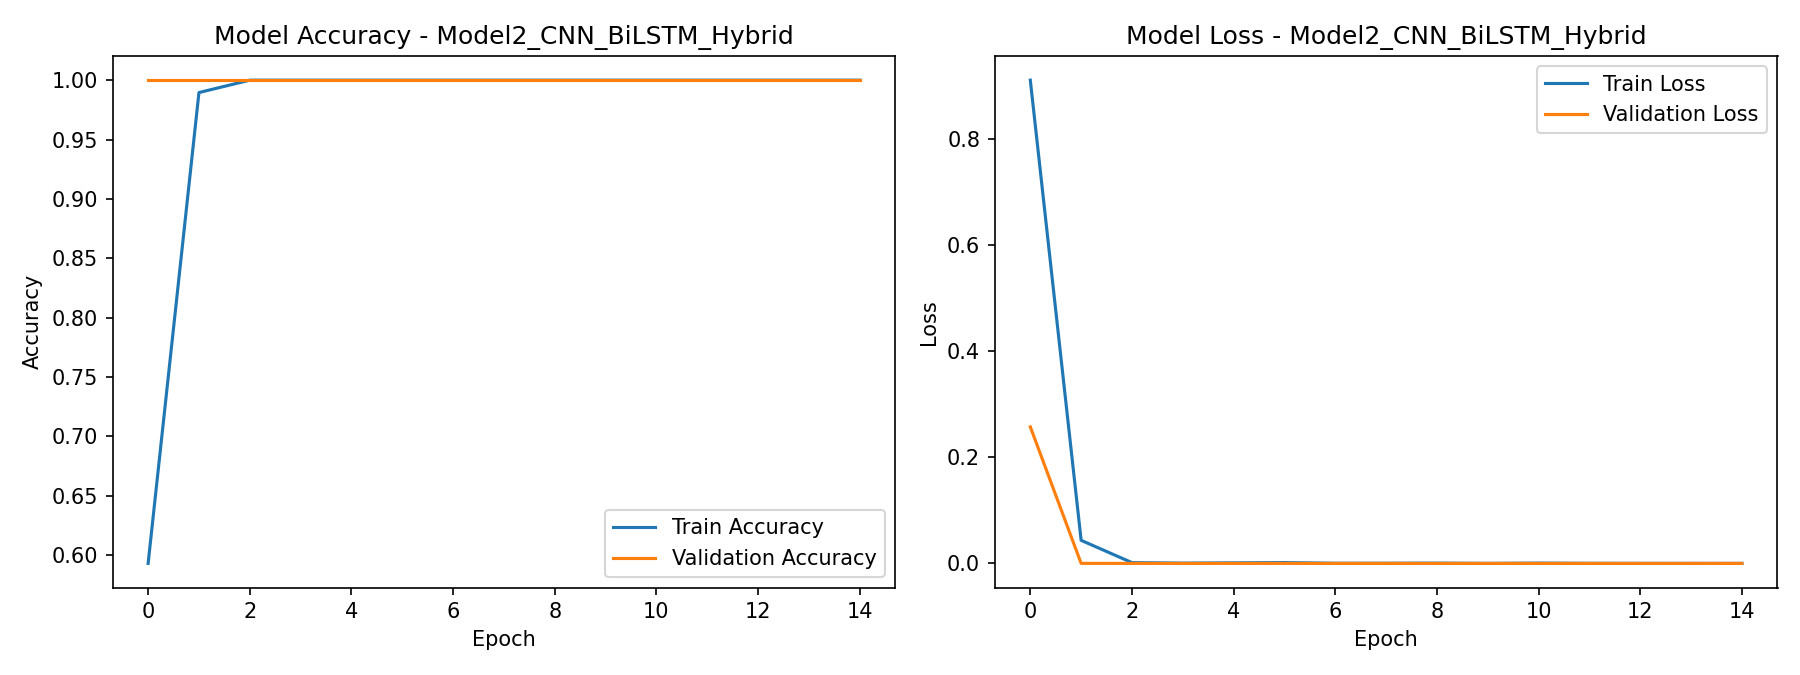 Model Accuracy - Model2_CNN_BiLSTM_Hybrid
1.00
0.95
0.90
0.85
0.80
0.75
0.70
0.65
0.60
Accuracy
Train Accuracy
Validation Accuracy
0 2 4 6 8 10 12 14
Epoch
Model Loss - Model2_CNN_BiLSTM_Hybrid
Train Loss
Validation Loss
0.8
0.6
0.4
0.2
0.0
Loss
0 2 4 6 8 10 12 14
Epoch